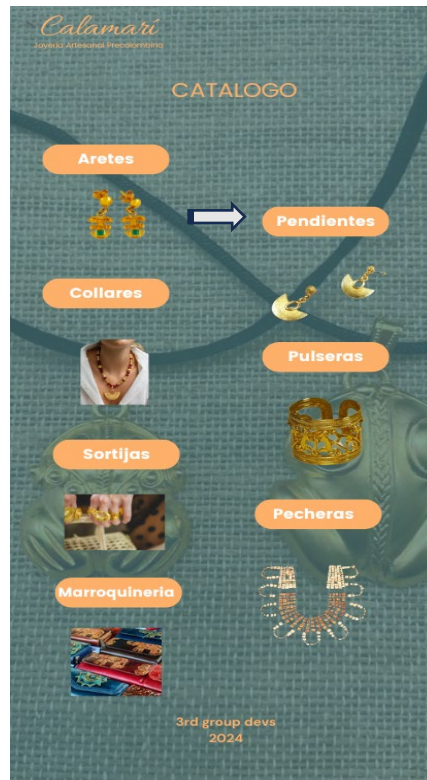 Calamarí
Joyería Artesanal Precolombina
CATALOGO
Aretes
Pendientes
Collares
Pulseras
Sortijas
Pecheras
Marroquineria
3rd group devs
2024